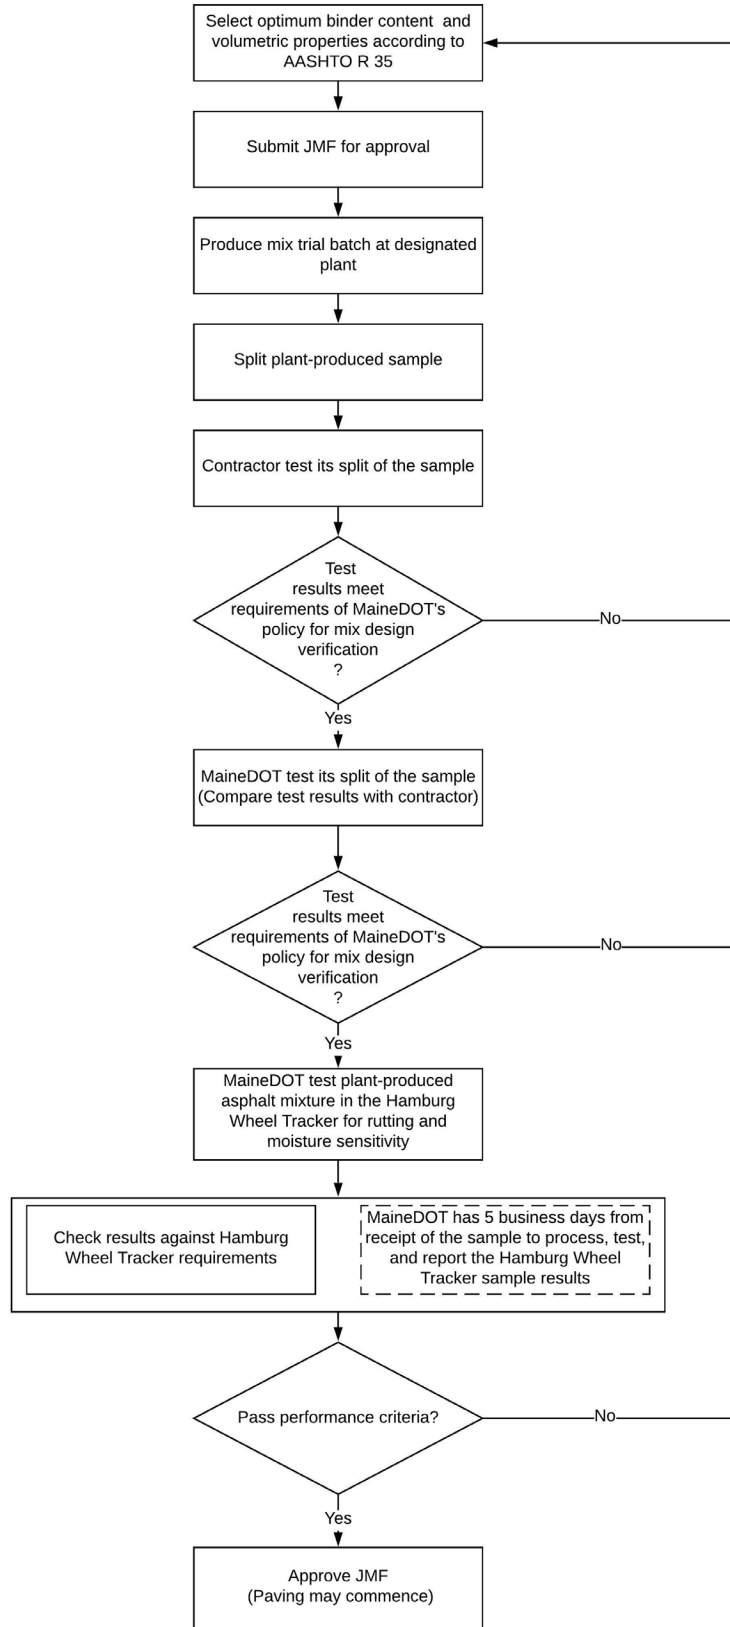 Select optimum binder content  and
volumetric properties according to
AASHTO R 35
Submit JMF for approval
Produce mix trial batch at designated
plant
Split plant-produced sample
Contractor test its split of the sample
Test
results meet
requirements of MaineDOT's
policy for mix design
verification
?
No
Yes
MaineDOT test its split of the sample
(Compare test results with contractor)
Test
results meet
requirements of MaineDOT's
policy for mix design
verification
?
No
Yes
MaineDOT test plant-produced
asphalt mixture in the Hamburg
Wheel Tracker for rutting and
moisture sensitivity
Check results against Hamburg
Wheel Tracker requirements
MaineDOT has 5 business days from
receipt of the sample to process, test,
and report the Hamburg Wheel
Tracker sample results
Pass performance criteria?
No
Yes
Approve JMF
(Paving may commence)